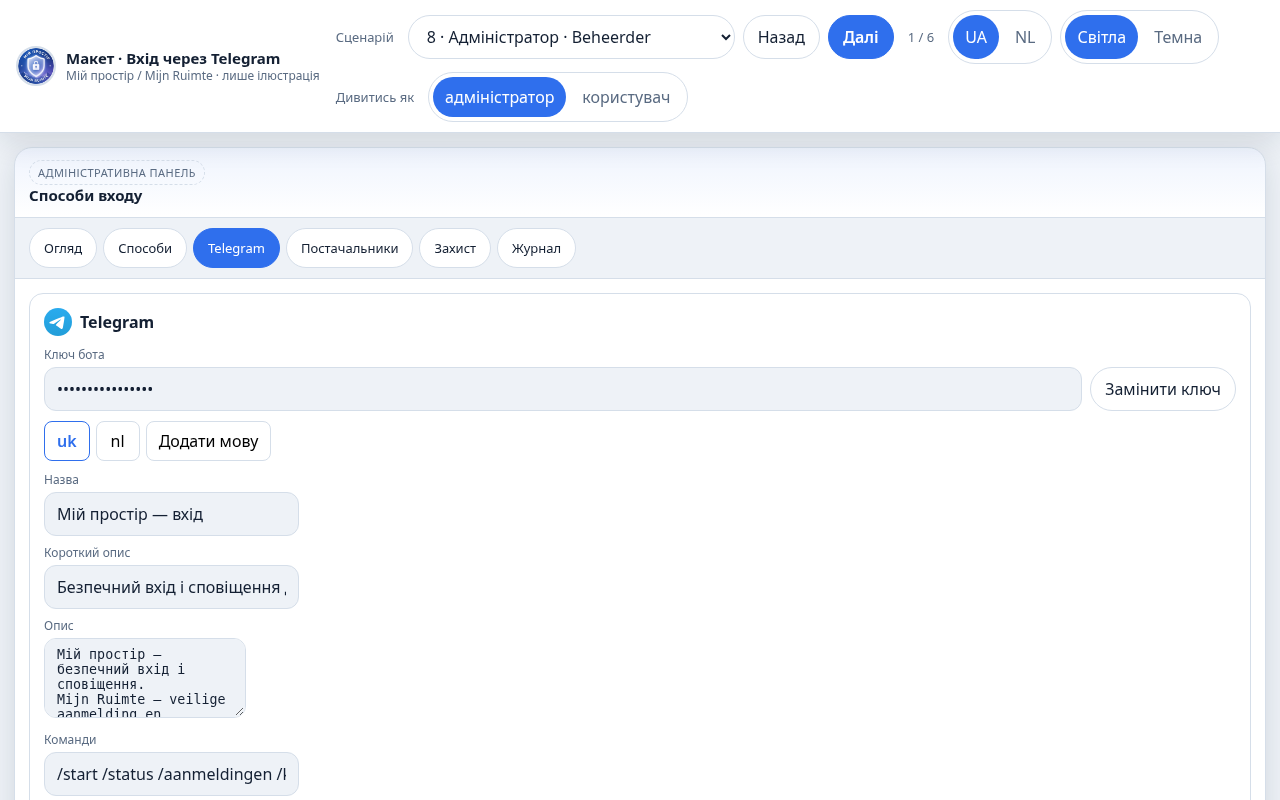 Макет · Вхід через Telegram
Мій простір / Mijn Ruimte · лише ілюстрація
Сценарій
8 · Адміністратор · Beheerder
Назад
Далі
1 / 6
UA
NL
Світла
Темна
Дивитись як
адміністратор
користувач
АДМІНІСТРАТИВНА ПАНЕЛЬ
Способи входу
Огляд
Способи
Telegram
Постачальники
Захист
Журнал
Telegram
Ключ бота
••••••••••••••••
Замінити ключ
uk
nl
Додати мову
Назва
Мій простір — вхід
Короткий опис
Безпечний вхід і сповіщення
Опис
Мій простір —
безпечний вхід і
сповіщення.
Mijn Ruimte — veilige
aanmelding en
Команди
/start /status /aanmeldingen